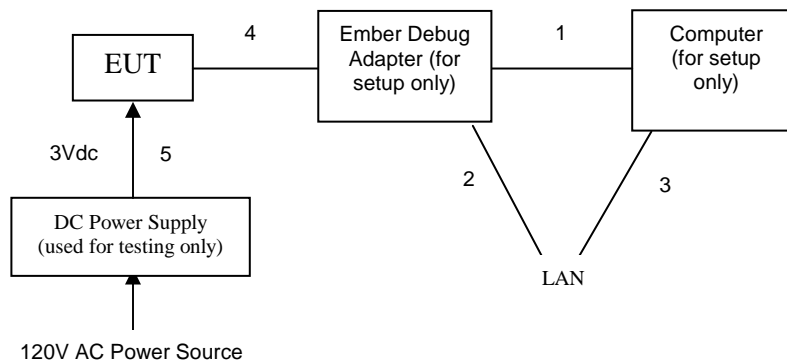 4
Ember Debug
Adapter (for
setup only)
1
Computer
(for setup
only)
EUT
3Vdc
5
2
3
DC Power Supply
(used for testing only)
LAN
120V AC Power Source